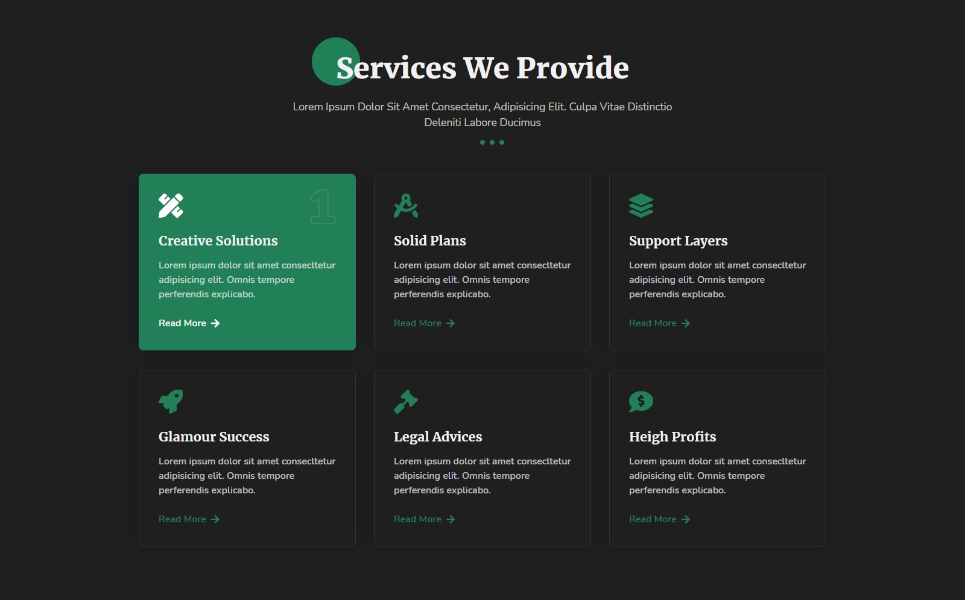 Services We Provide
Lorem Ipsum Dolor Sit Amet Consectetur, Adipisicing Elit. Culpa Vitae Distinctio
Deleniti Labore Ducimus
1
Creative Solutions
Lorem ipsum dolor sit amet consecltetur
adipisicing elit. Omnis tempore
perferendis explicabo.
Read More
Solid Plans
Lorem ipsum dolor sit amet consecltetur
adipisicing elit. Omnis tempore
perferendis explicabo.
Read More
Support Layers
Lorem ipsum dolor sit amet consecltetur
adipisicing elit. Omnis tempore
perferendis explicabo.
Read More
Glamour Success
Lorem ipsum dolor sit amet consecltetur
adipisicing elit. Omnis tempore
perferendis explicabo.
Read More
Legal Advices
Lorem ipsum dolor sit amet consecltetur
adipisicing elit. Omnis tempore
perferendis explicabo.
Read More
$
Heigh Profits
Lorem ipsum dolor sit amet consecltetur
adipisicing elit. Omnis tempore
perferendis explicabo.
Read More